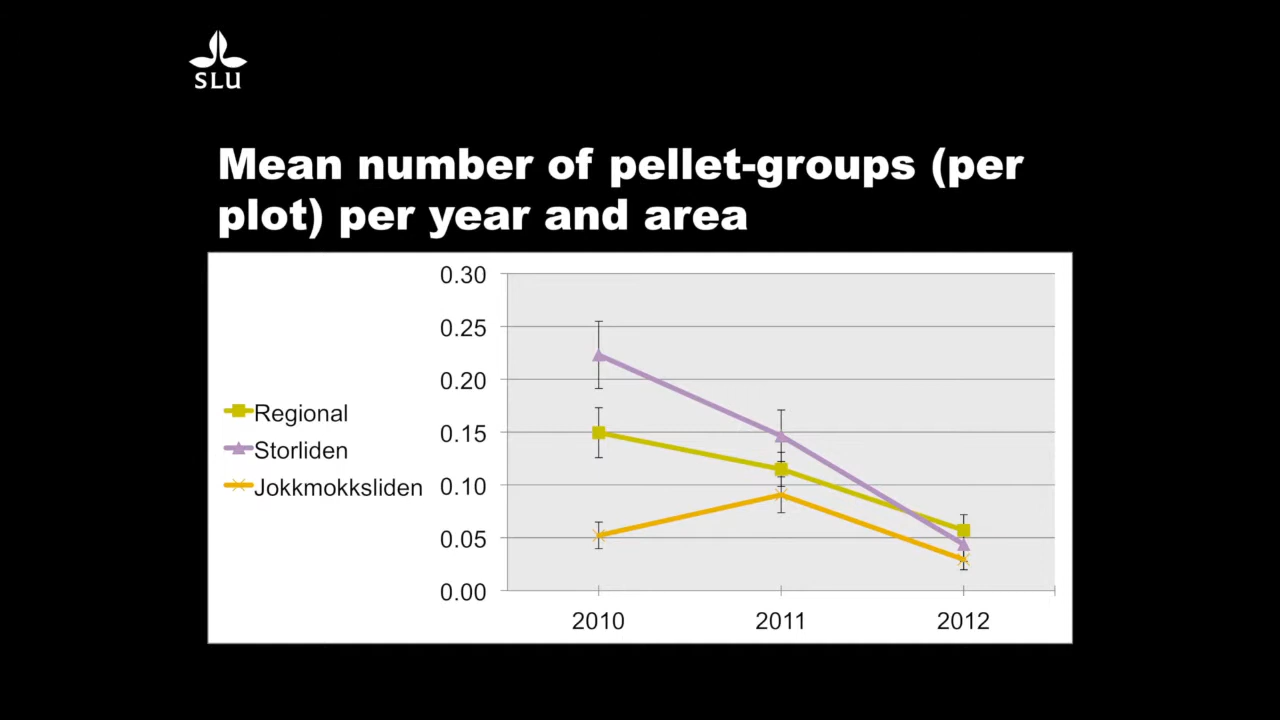 SLU
Mean number of pellet-groups (per
plot) per year and area
0.30
0.25
0.20
0.15
0.10
0.05
0.00
Regional
Storliden
Jokkmokksliden
2010 2011 2012